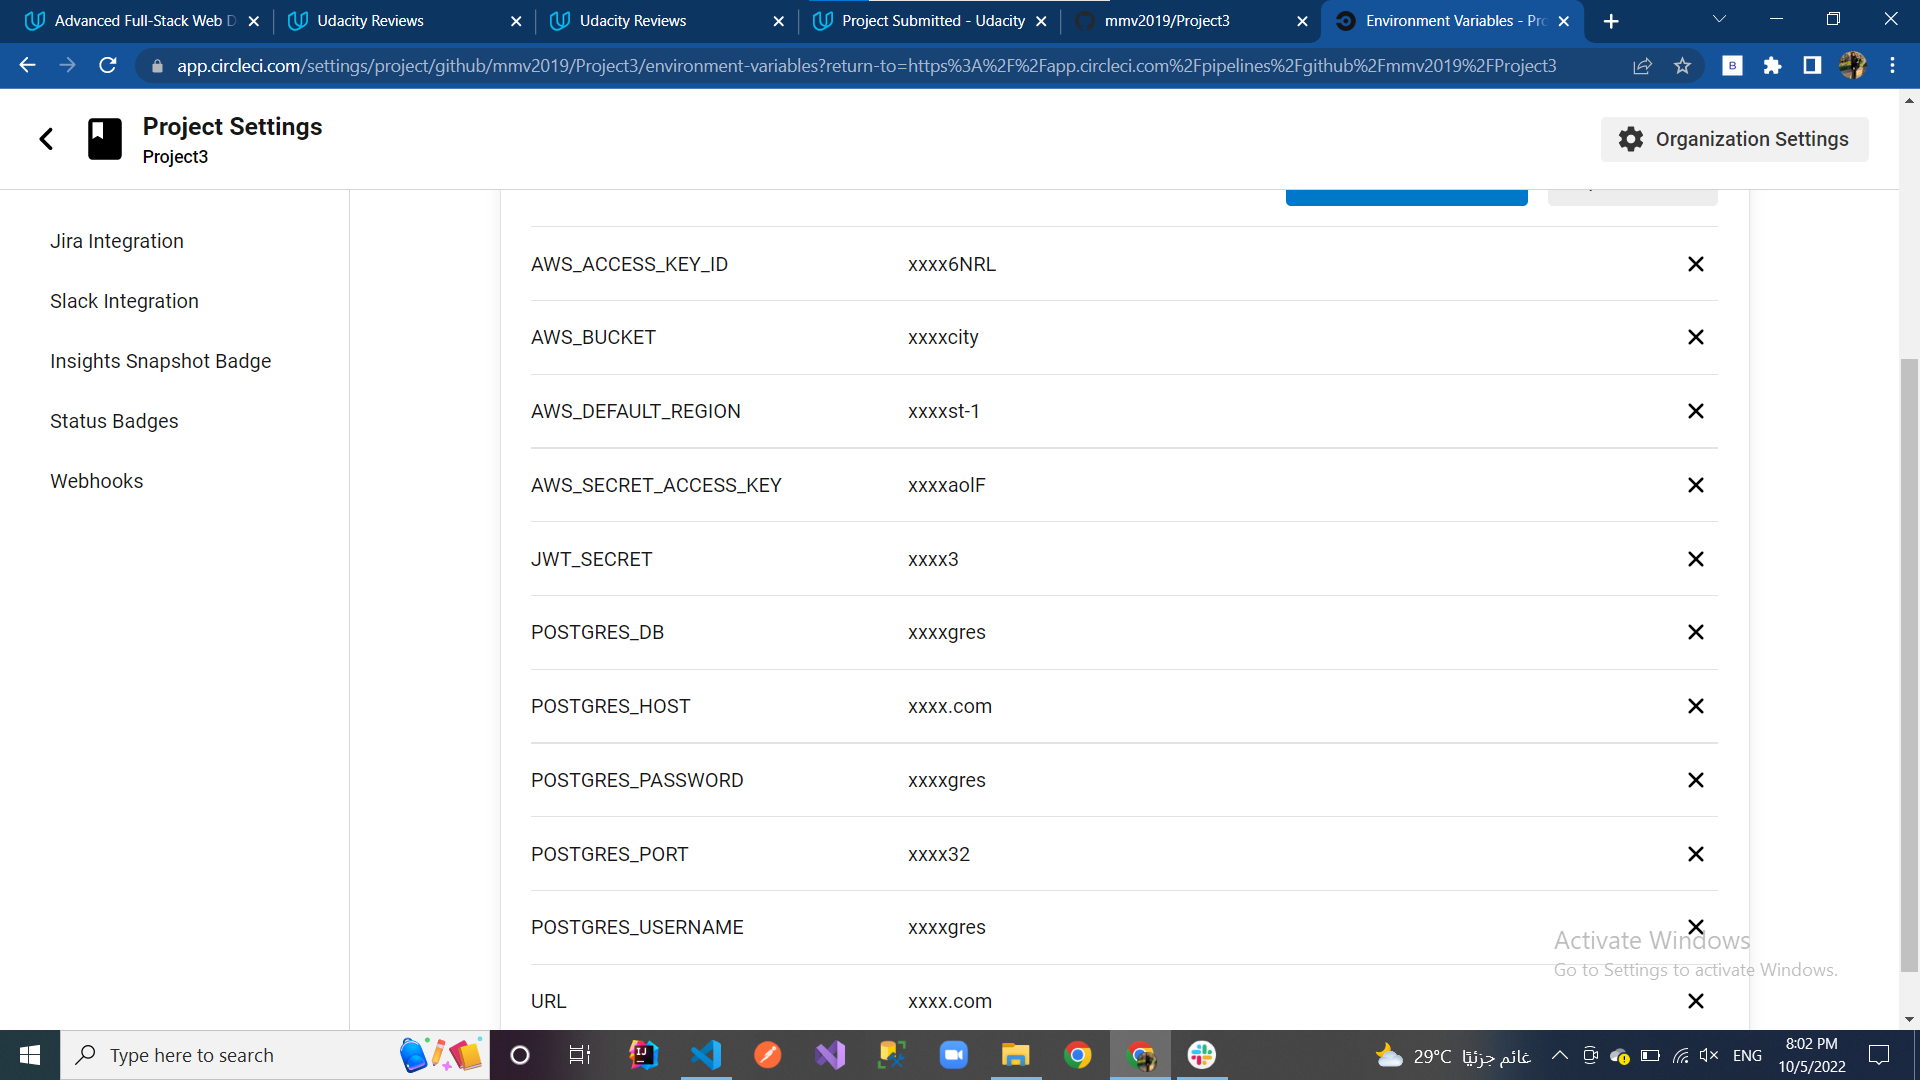 Advanced Full-Stack Web D
Udacity Reviews
Udacity Reviews
Project Submitted - Udacity
mmv2019/Project3
Environment Variables - Pro
app.circleci.com/settings/project/github/mmv2019/Project3/environment-variables?return-to=https%3A%2F%2Fapp.circleci.com%2Fpipelines%2Fgithub%2Fmmv2019%2FProject3
B
Project Settings
Project3
Organization Settings
Jira Integration
Slack Integration
Insights Snapshot Badge
Status Badges
Webhooks
AWS_ACCESS_KEY_ID xxxx6NRL
AWS_BUCKET xxxxcity
AWS_DEFAULT_REGION xxxxst-1
AWS_SECRET_ACCESS_KEY xxxxaolF
JWT_SECRET xxxx3
POSTGRES_DB xxxxgres
POSTGRES_HOST xxxx.com
POSTGRES_PASSWORD xxxxgres
POSTGRES_PORT xxxx32
POSTGRES_USERNAME xxxxgres
URL xxxx.com
Activate Windows
Go to Settings to activate Windows.
Type here to search
IJ
29°C غائم جزئيًا
ENG
8:02 PM
10/5/2022